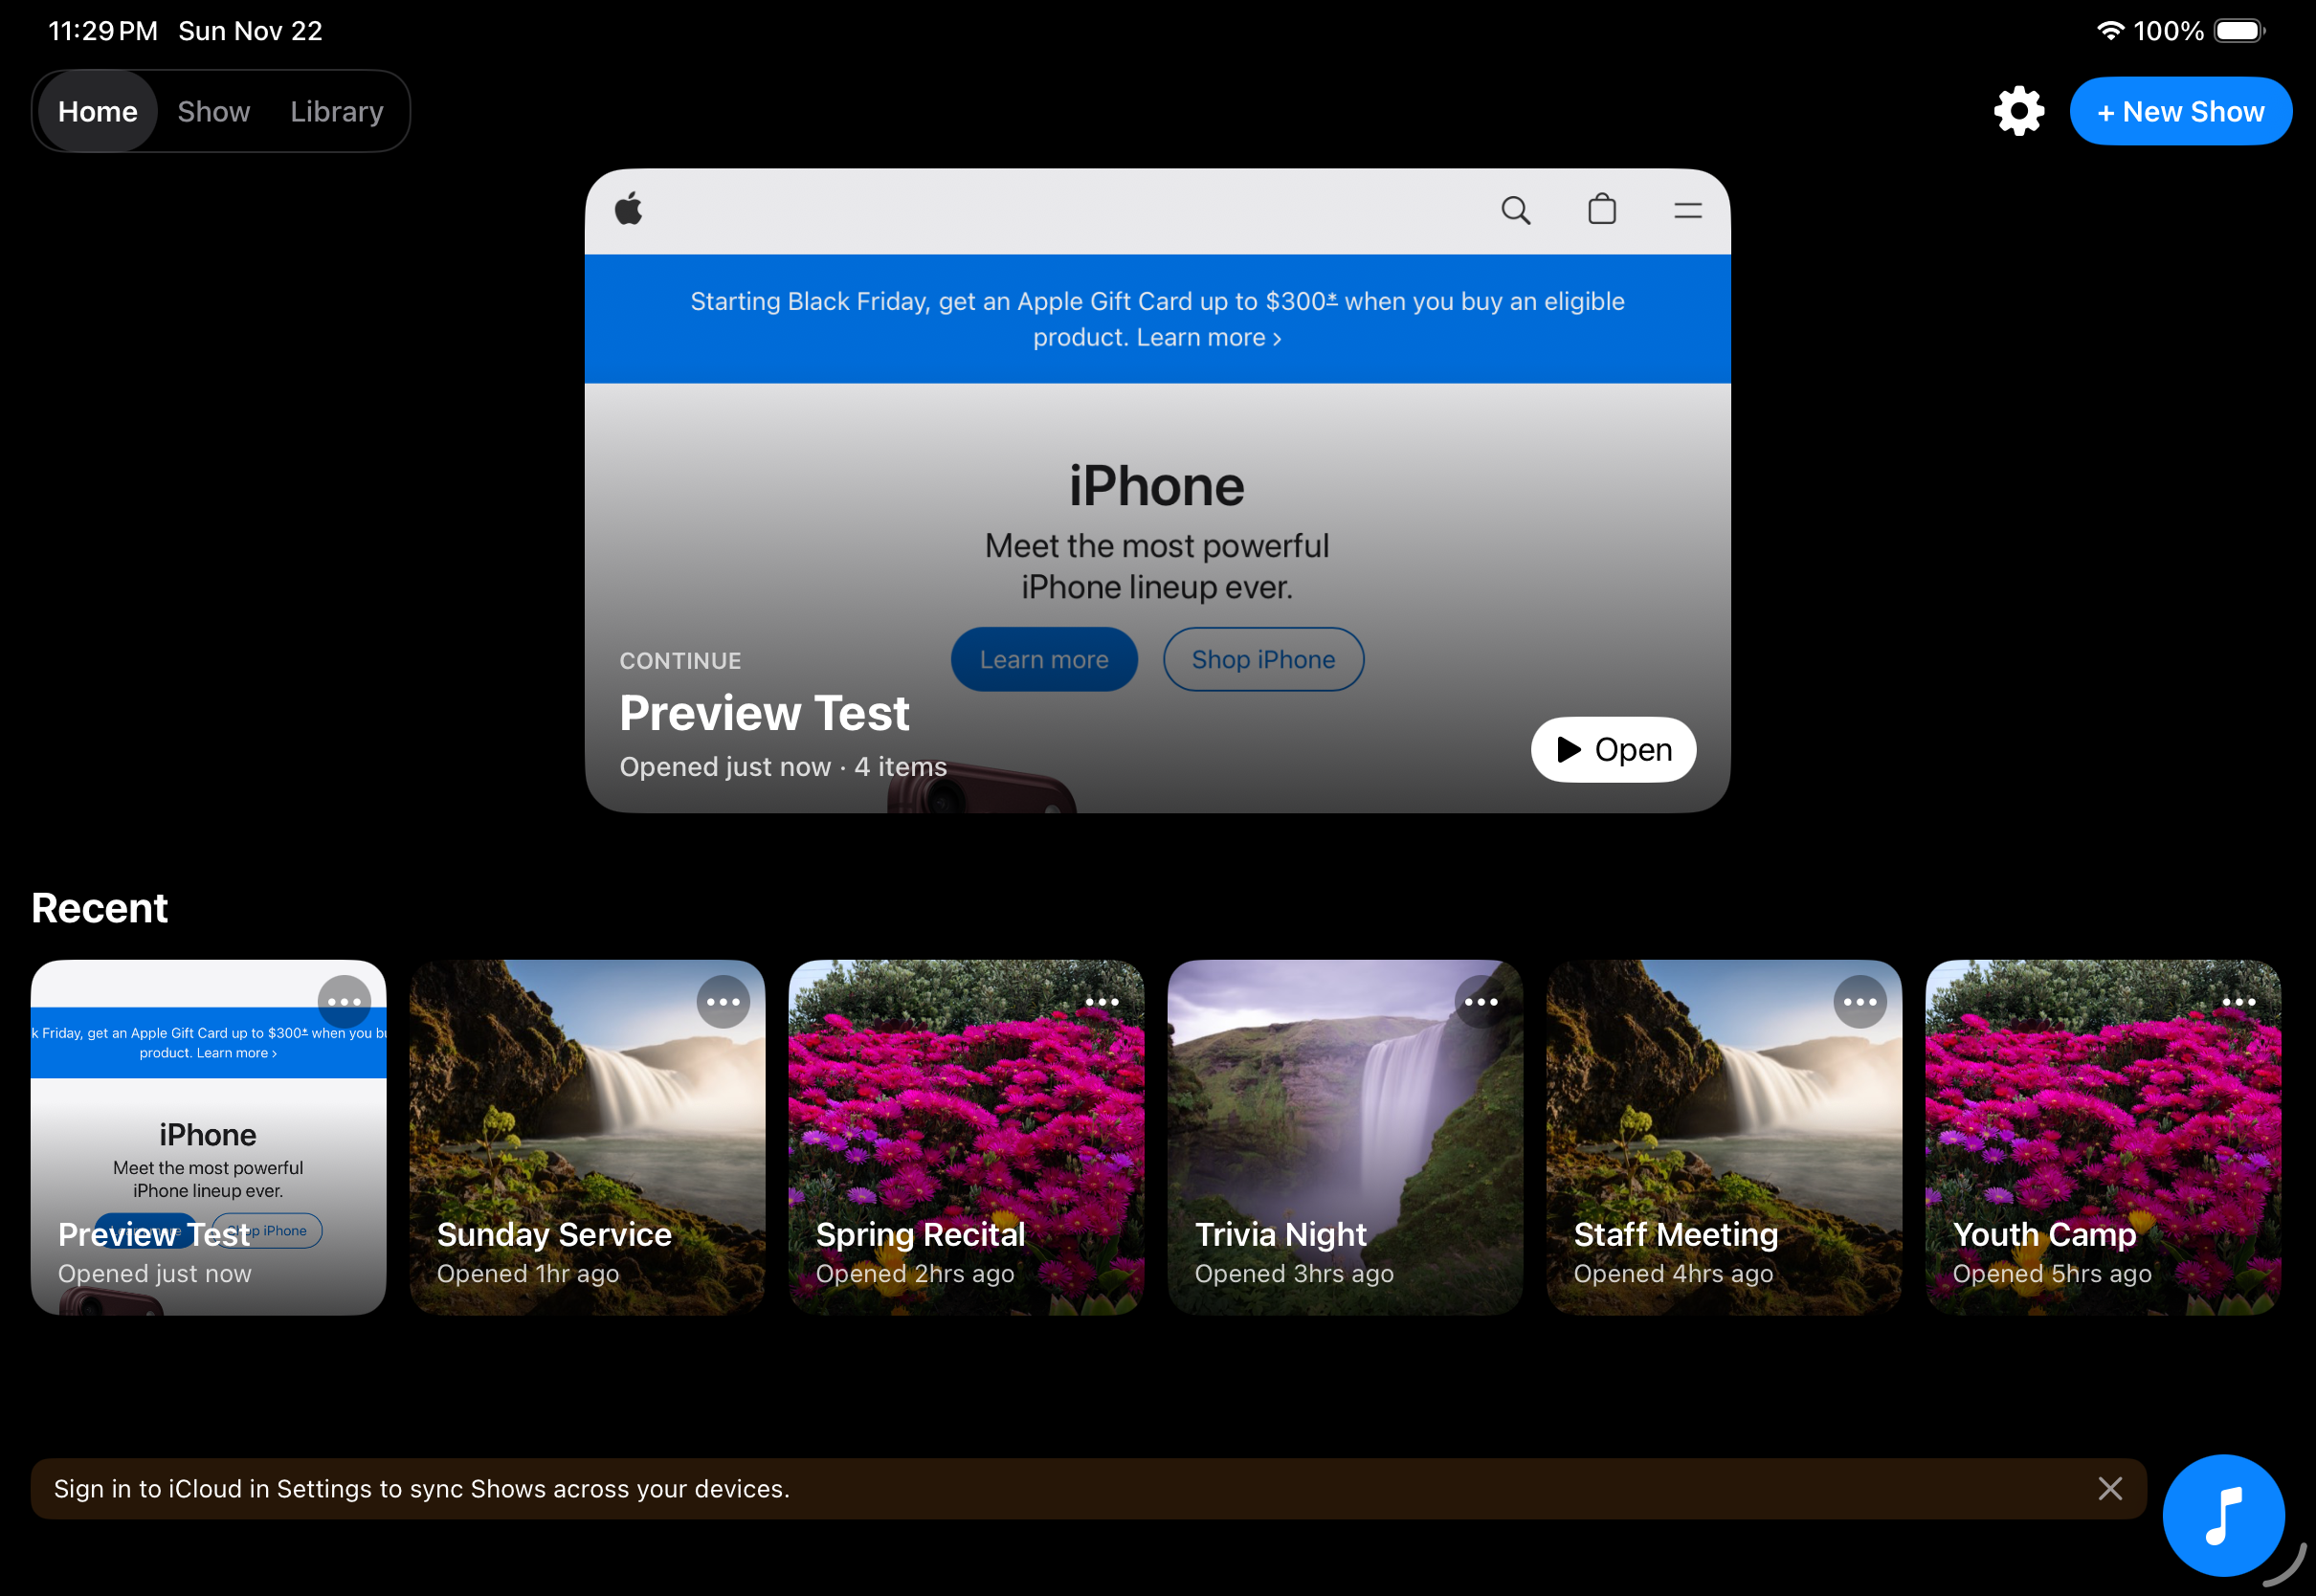 11:29 PM Sun Nov 22
100%
Home Show Library
+ New Show
Starting Black Friday, get an Apple Gift Card up to $300* when you buy an eligible
product. Learn more ›
iPhone
Meet the most powerful
iPhone lineup ever.
Learn more Shop iPhone
CONTINUE
Preview Test
Opened just now · 4 items
Open
Recent
k Friday, get an Apple Gift Card up to $300* when you bu
product. Learn more ›
iPhone
Meet the most powerful
iPhone lineup ever.
iPhone
Preview Test
Opened just now
Sunday Service
Opened 1hr ago
Spring Recital
Opened 2hrs ago
Trivia Night
Opened 3hrs ago
Staff Meeting
Opened 4hrs ago
Youth Camp
Opened 5hrs ago
Sign in to iCloud in Settings to sync Shows across your devices.